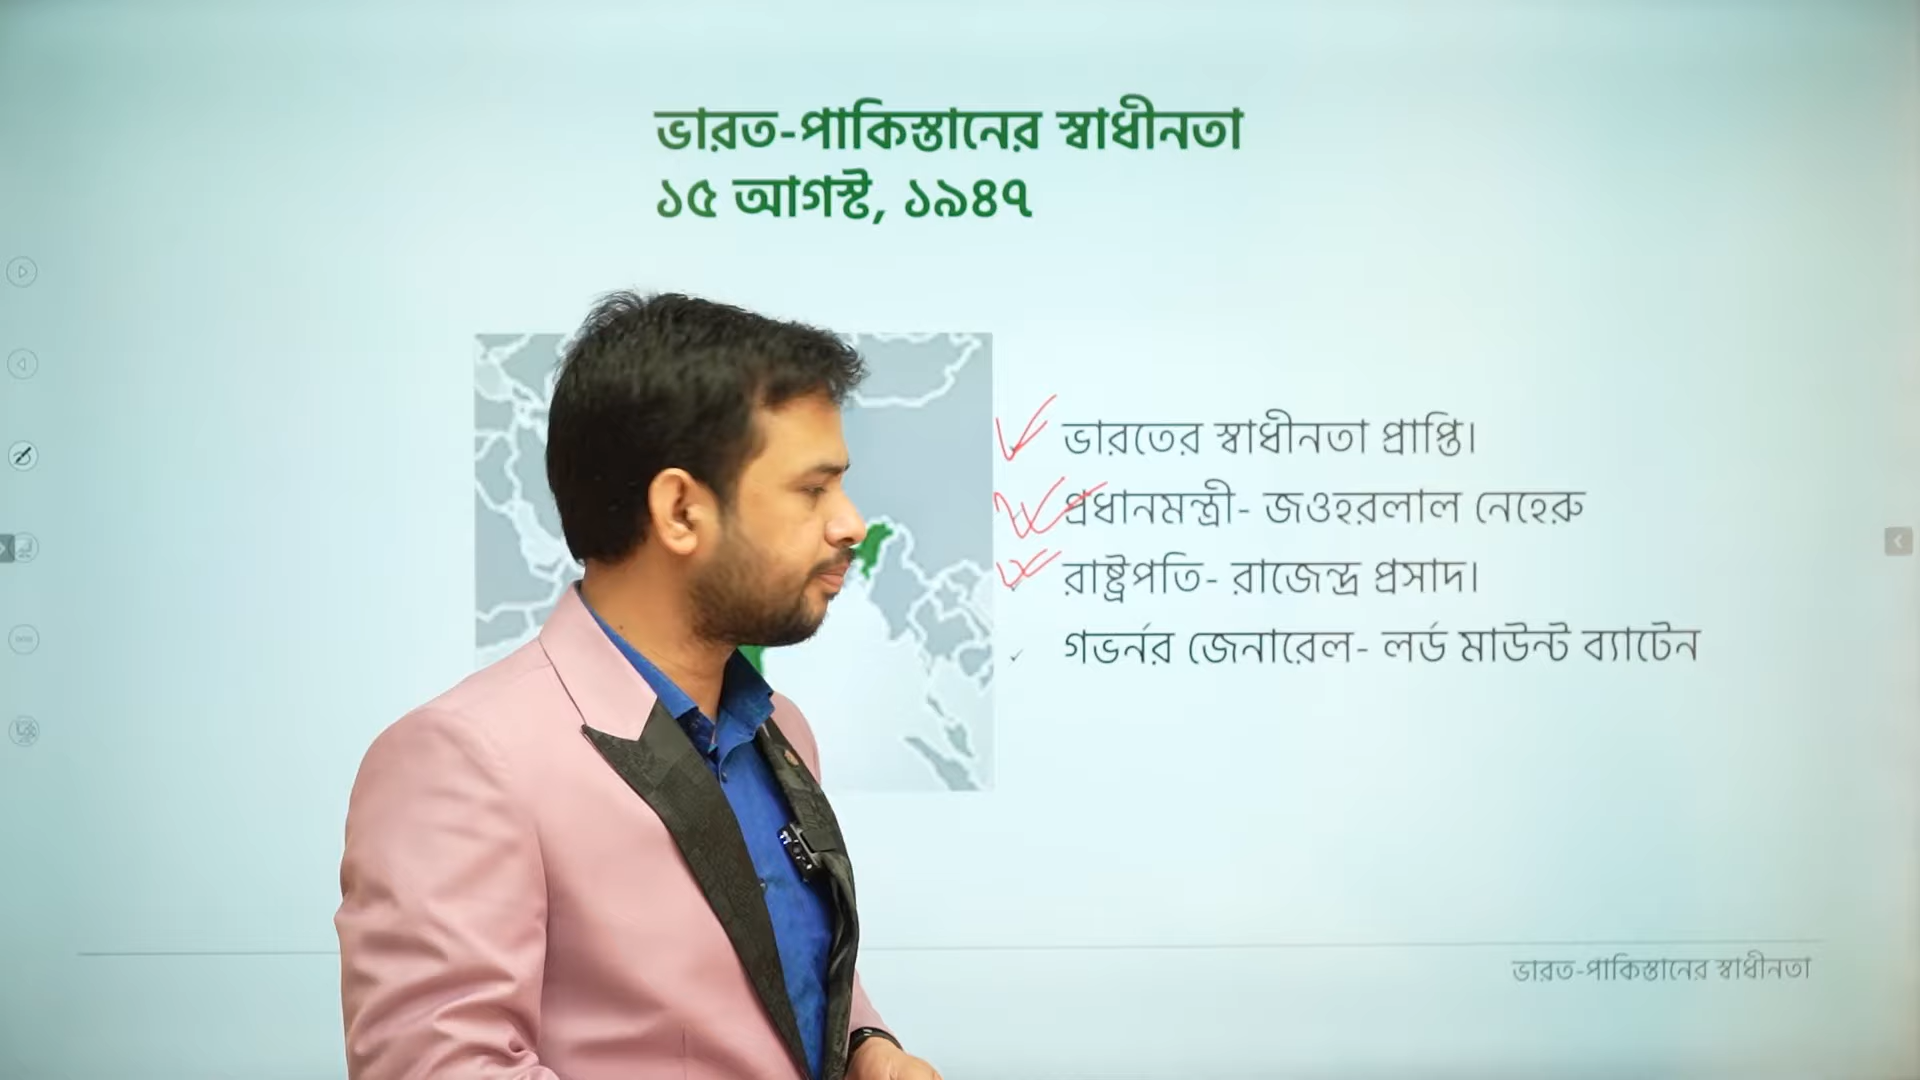 ভারত-পাকিস্তানের স্বাধীনতা
১৫ আগস্ট, ১৯৪৭
ভারতের স্বাধীনতা প্রাপ্তি।
প্রধানমন্ত্রী- জওহরলাল নেহেরু
রাষ্ট্রপতি- রাজেন্দ্র প্রসাদ।
গভর্নর জেনারেল- লর্ড মাউন্ট ব্যাটেন
ভারত-পাকিস্তানের স্বাধীনতা